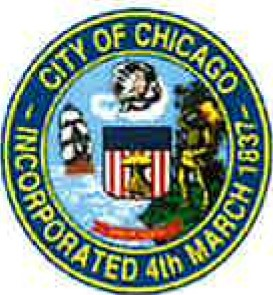 CITY OF CHICAGO
INCORPORATED 4th MARCH 1837